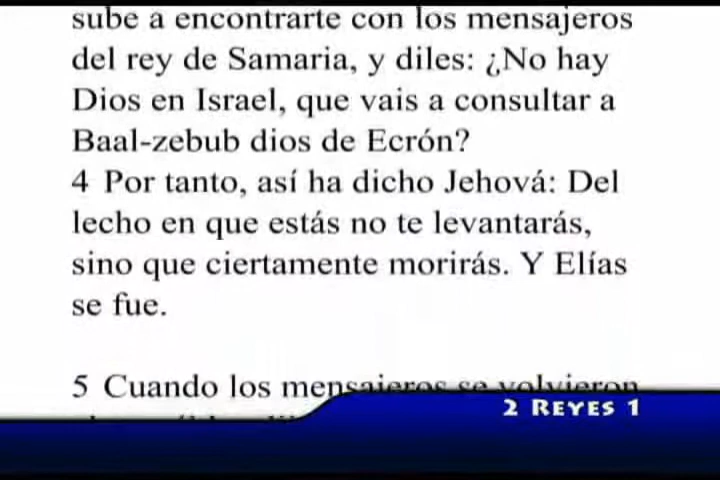 sube a encontrarte con los mensajeros
del rey de Samaria, y diles: ¿No hay
Dios en Israel, que vais a consultar a
Baal-zebub dios de Ecrón?
4 Por tanto, así ha dicho Jehová: Del
lecho en que estás no te levantarás,
sino que ciertamente morirás. Y Elías
se fue.
5 Cuando los mensajeros se volvieron
2 REYES 1